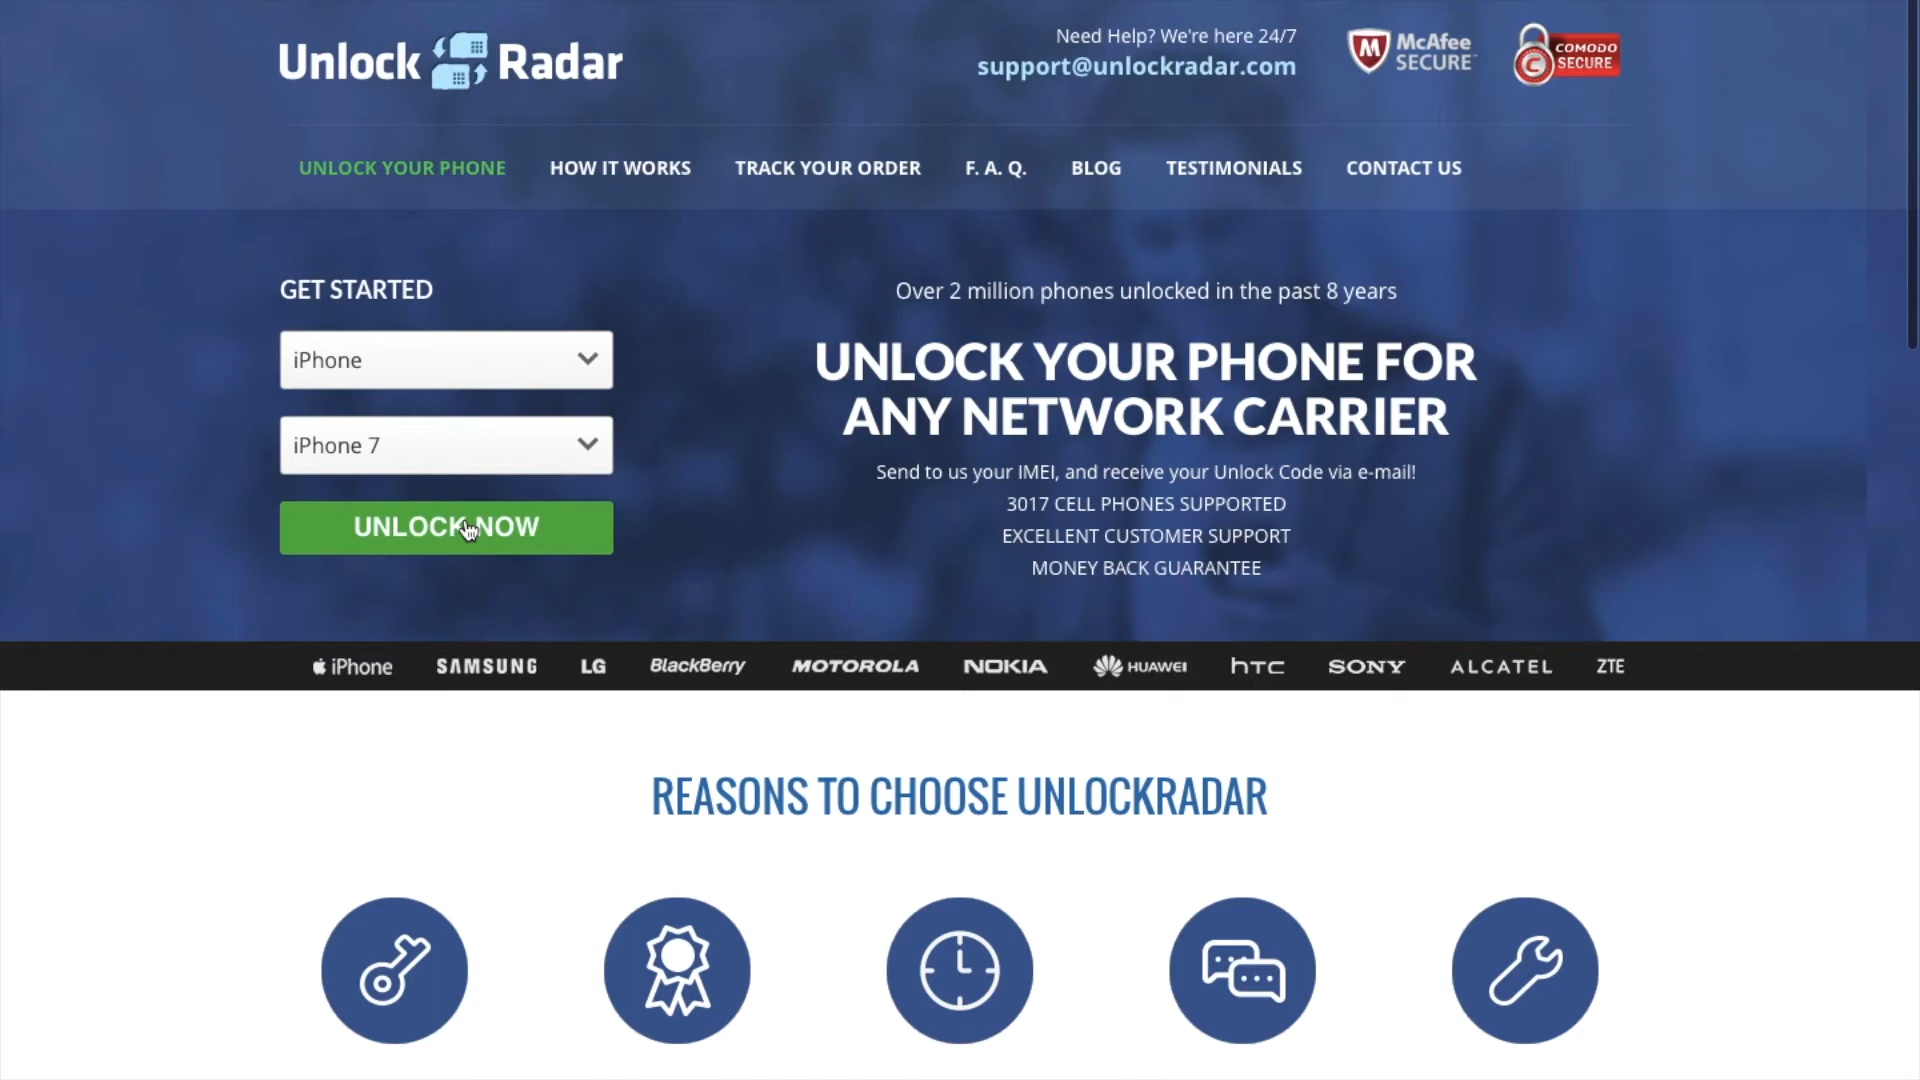 Unlock Radar
Need Help? We're here 24/7
support@unlockradar.com
McAfee
SECURE
COMODO
SECURE
UNLOCK YOUR PHONE
HOW IT WORKS
TRACK YOUR ORDER
F. A. Q.
BLOG
TESTIMONIALS
CONTACT US
GET STARTED
iPhone
iPhone 7
UNLOCK NOW
Over 2 million phones unlocked in the past 8 years
UNLOCK YOUR PHONE FOR
ANY NETWORK CARRIER
Send to us your IMEI, and receive your Unlock Code via e-mail!
3017 CELL PHONES SUPPORTED
EXCELLENT CUSTOMER SUPPORT
MONEY BACK GUARANTEE
iPhone
SAMSUNG
LG
BlackBerry
MOTOROLA
NOKIA
HUAWEI
hTC
SONY
ALCATEL
ZTE
REASONS TO CHOOSE UNLOCKRADAR